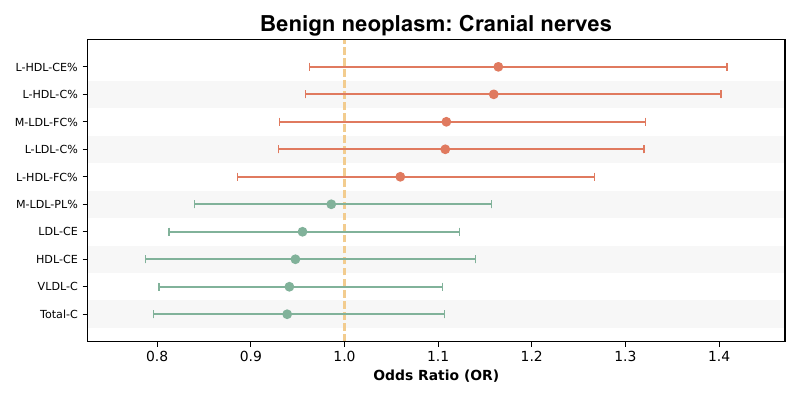 Benign neoplasm: Cranial nerves
L-HDL-CE%
L-HDL-C%
M-LDL-FC%
L-LDL-C%
L-HDL-FC%
M-LDL-PL%
LDL-CE
HDL-CE
VLDL-C
Total-C
0.8 0.9 1.0 1.1 1.2 1.3 1.4
Odds Ratio (OR)